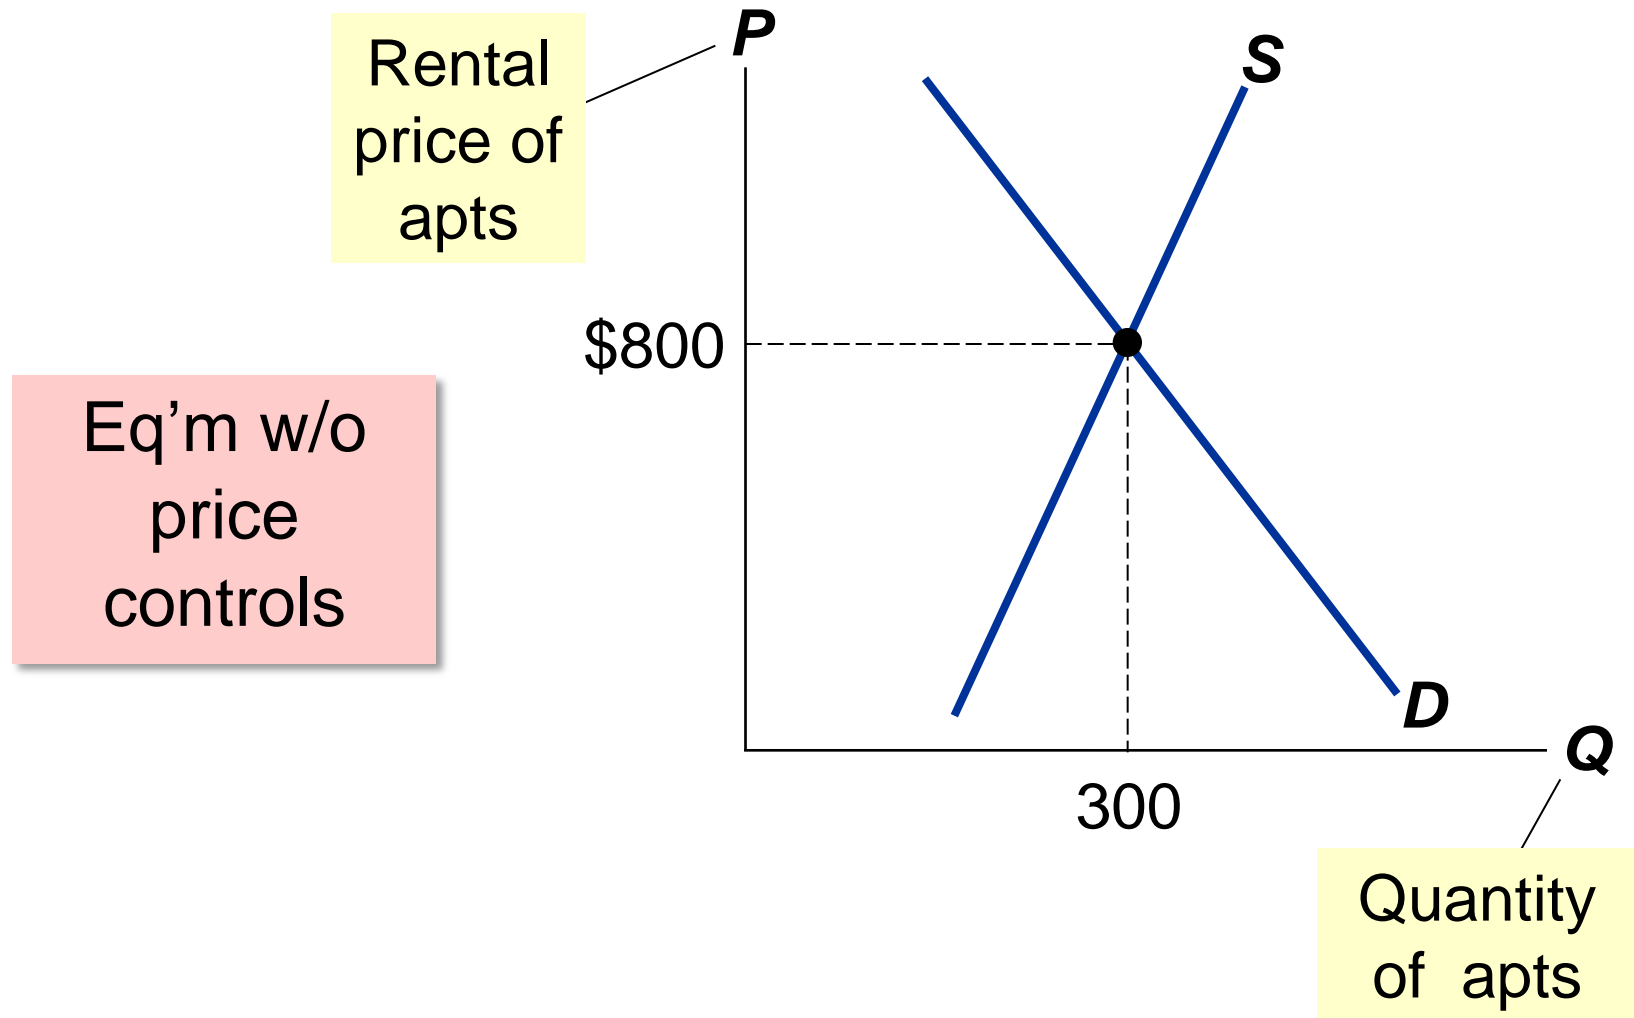 Rental
price of
apts
P
S
$800
Eq’m w/o
price
controls
D
Q
300
Quantity
of apts